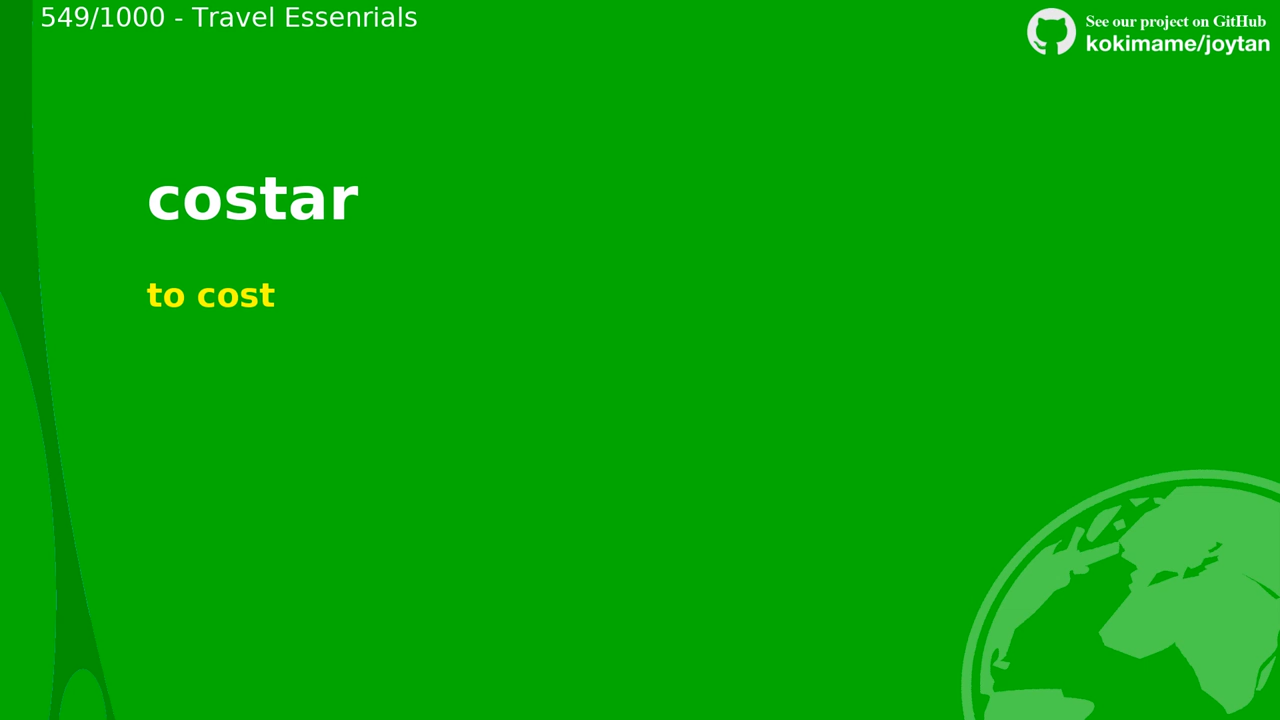 549/1000 - Travel Essenrials
See our project on GitHub
kokimame/joytan
costar
to cost